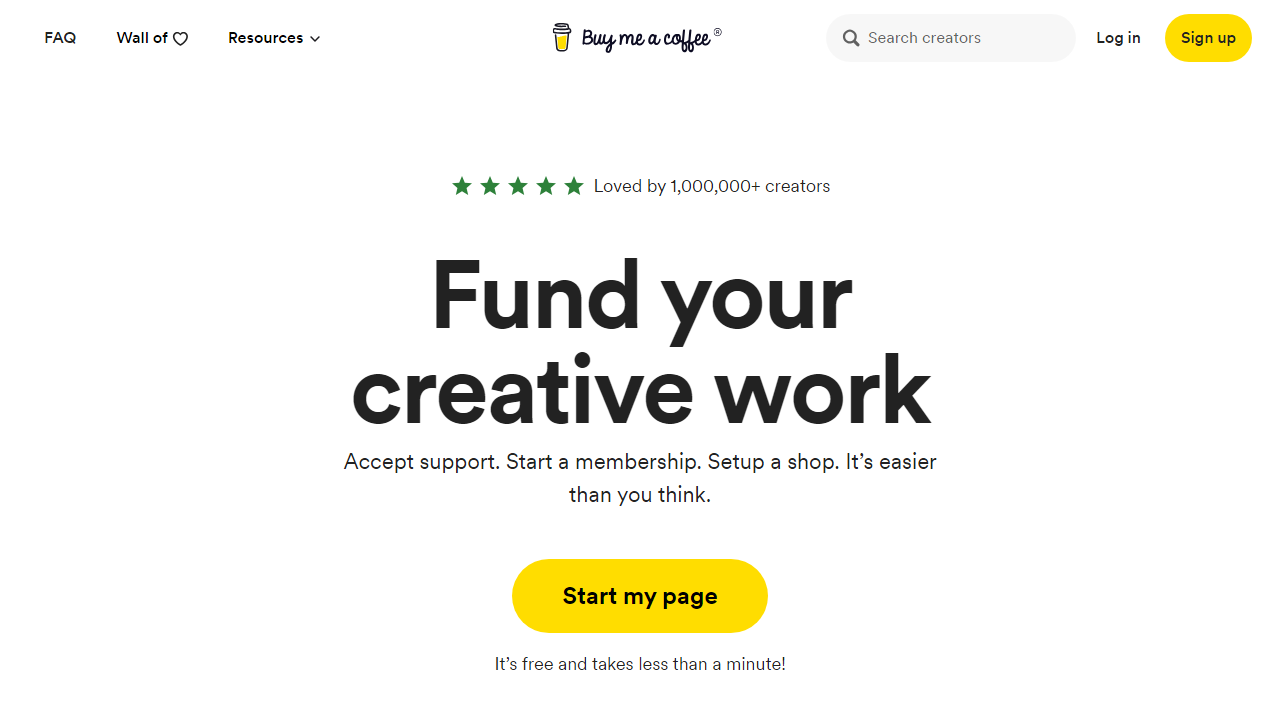 FAQ
Wall of
Resources
Buy me a coffee ®
Search creators
Log in
Sign up
Loved by 1,000,000+ creators
Fund your
creative work
Accept support. Start a membership. Setup a shop. It’s easier
than you think.
Start my page
It’s free and takes less than a minute!